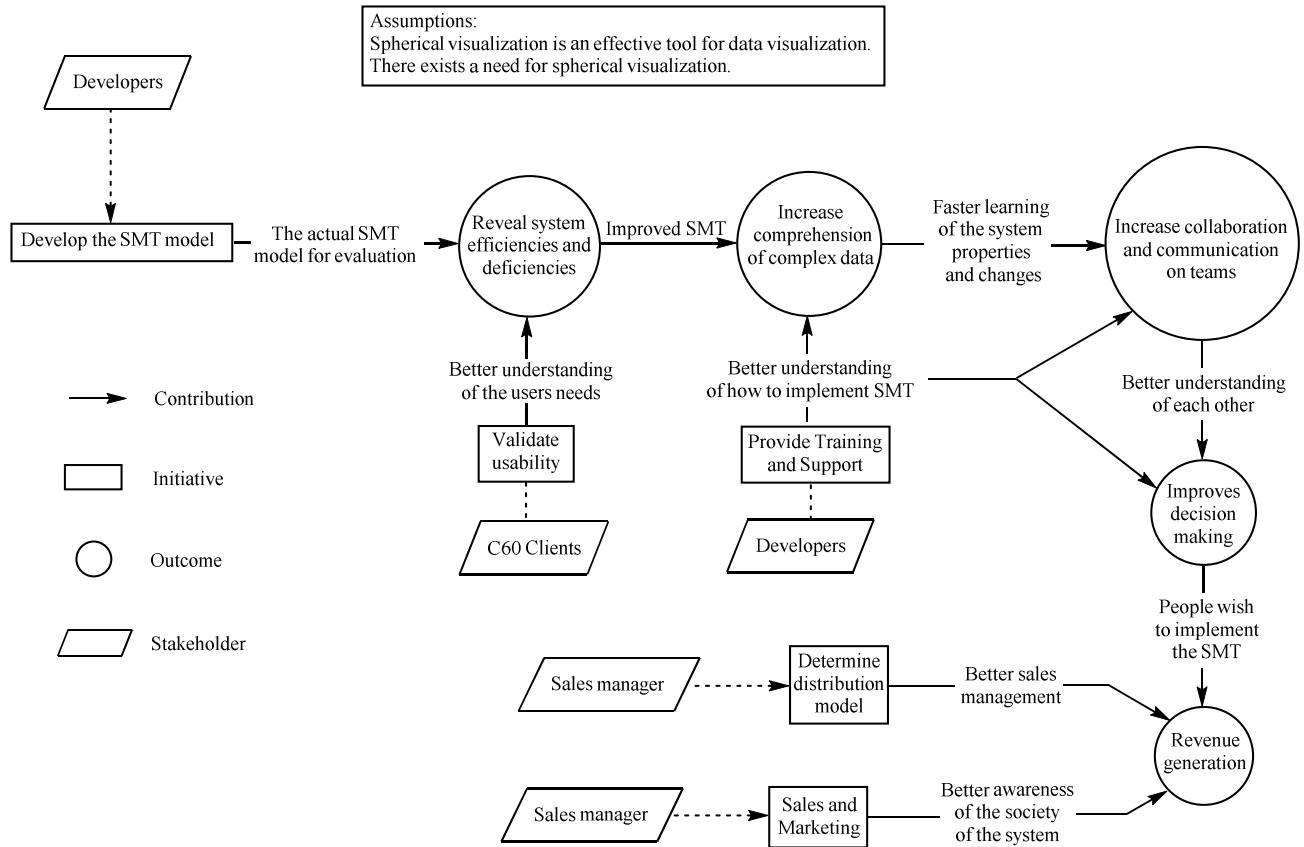 Assumptions:
Spherical visualization is an effective tool for data visualization.
There exists a need for spherical visualization.
Developers
Develop the SMT model
The actual SMT
model for evaluation
Reveal system
efficiencies and
deficiencies
Improved SMT
Increase
comprehension
of complex data
Faster learning
of the system
properties
and changes
Increase collaboration
and communication
on teams
Better understanding
of the users needs
Better understanding
of how to implement SMT
Better understanding
of each other
Contribution
Validate
usability
Provide Training
and Support
Initiative
Improves
decision
making
C60 Clients
Developers
Outcome
People wish
to implement
the SMT
Stakeholder
Sales manager
Determine
distribution
model
Better sales
management
Revenue
generation
Sales manager
Sales and
Marketing
Better awareness
of the society
of the system